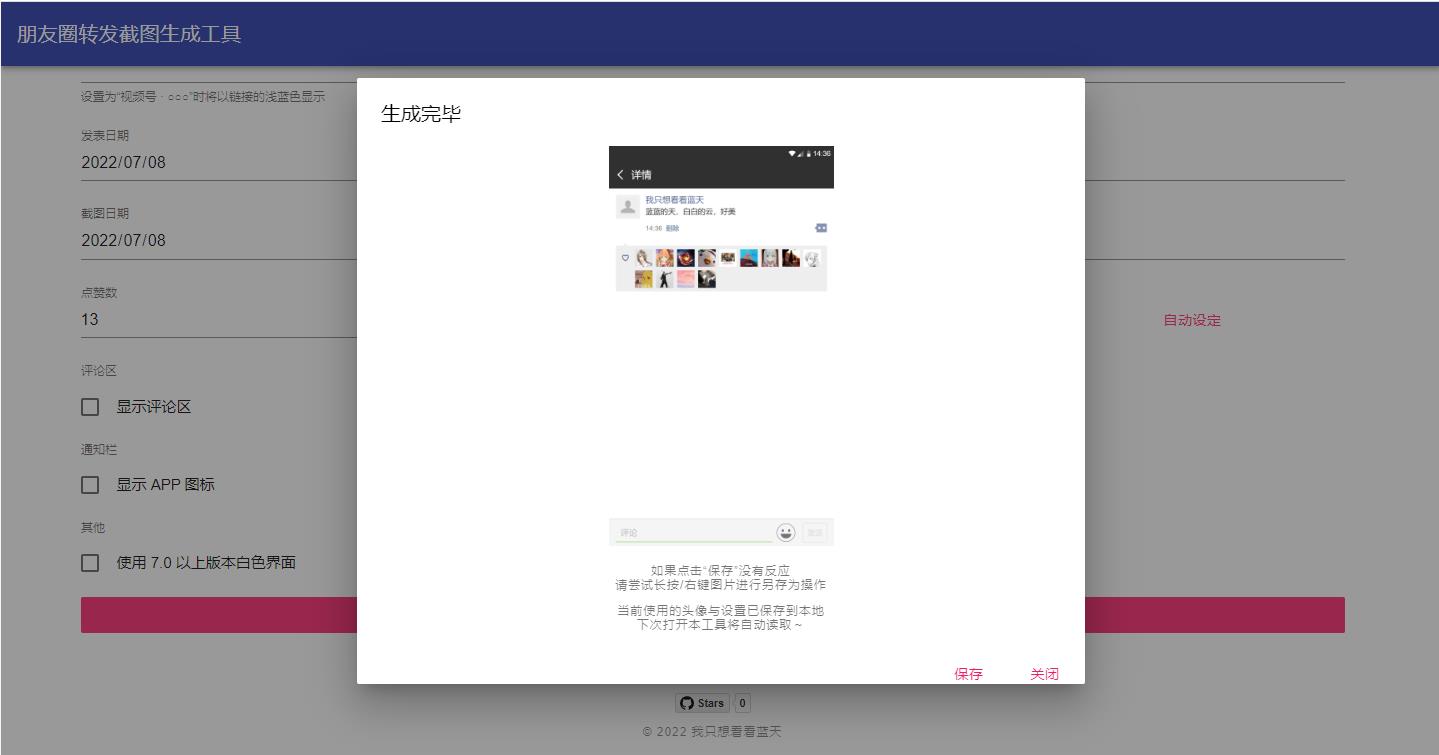 朋友圈转发截图生成工具
设置为“视频号 · ○○○”时将以链接的浅蓝色显示
发表日期
2022/07/08
截图日期
2022/07/08
点赞数
13
自动设定
评论区
显示评论区
通知栏
显示 APP 图标
其他
使用 7.0 以上版本白色界面
生成完毕
14:36
详情
我只想看看蓝天
蓝蓝的天，白白的云，好美
14:36 删除
评论
发送
如果点击“保存”没有反应
请尝试长按/右键图片进行另存为操作
当前使用的头像与设置已保存到本地
下次打开本工具将自动读取～
保存 关闭
Stars 0
© 2022 我只想看看蓝天